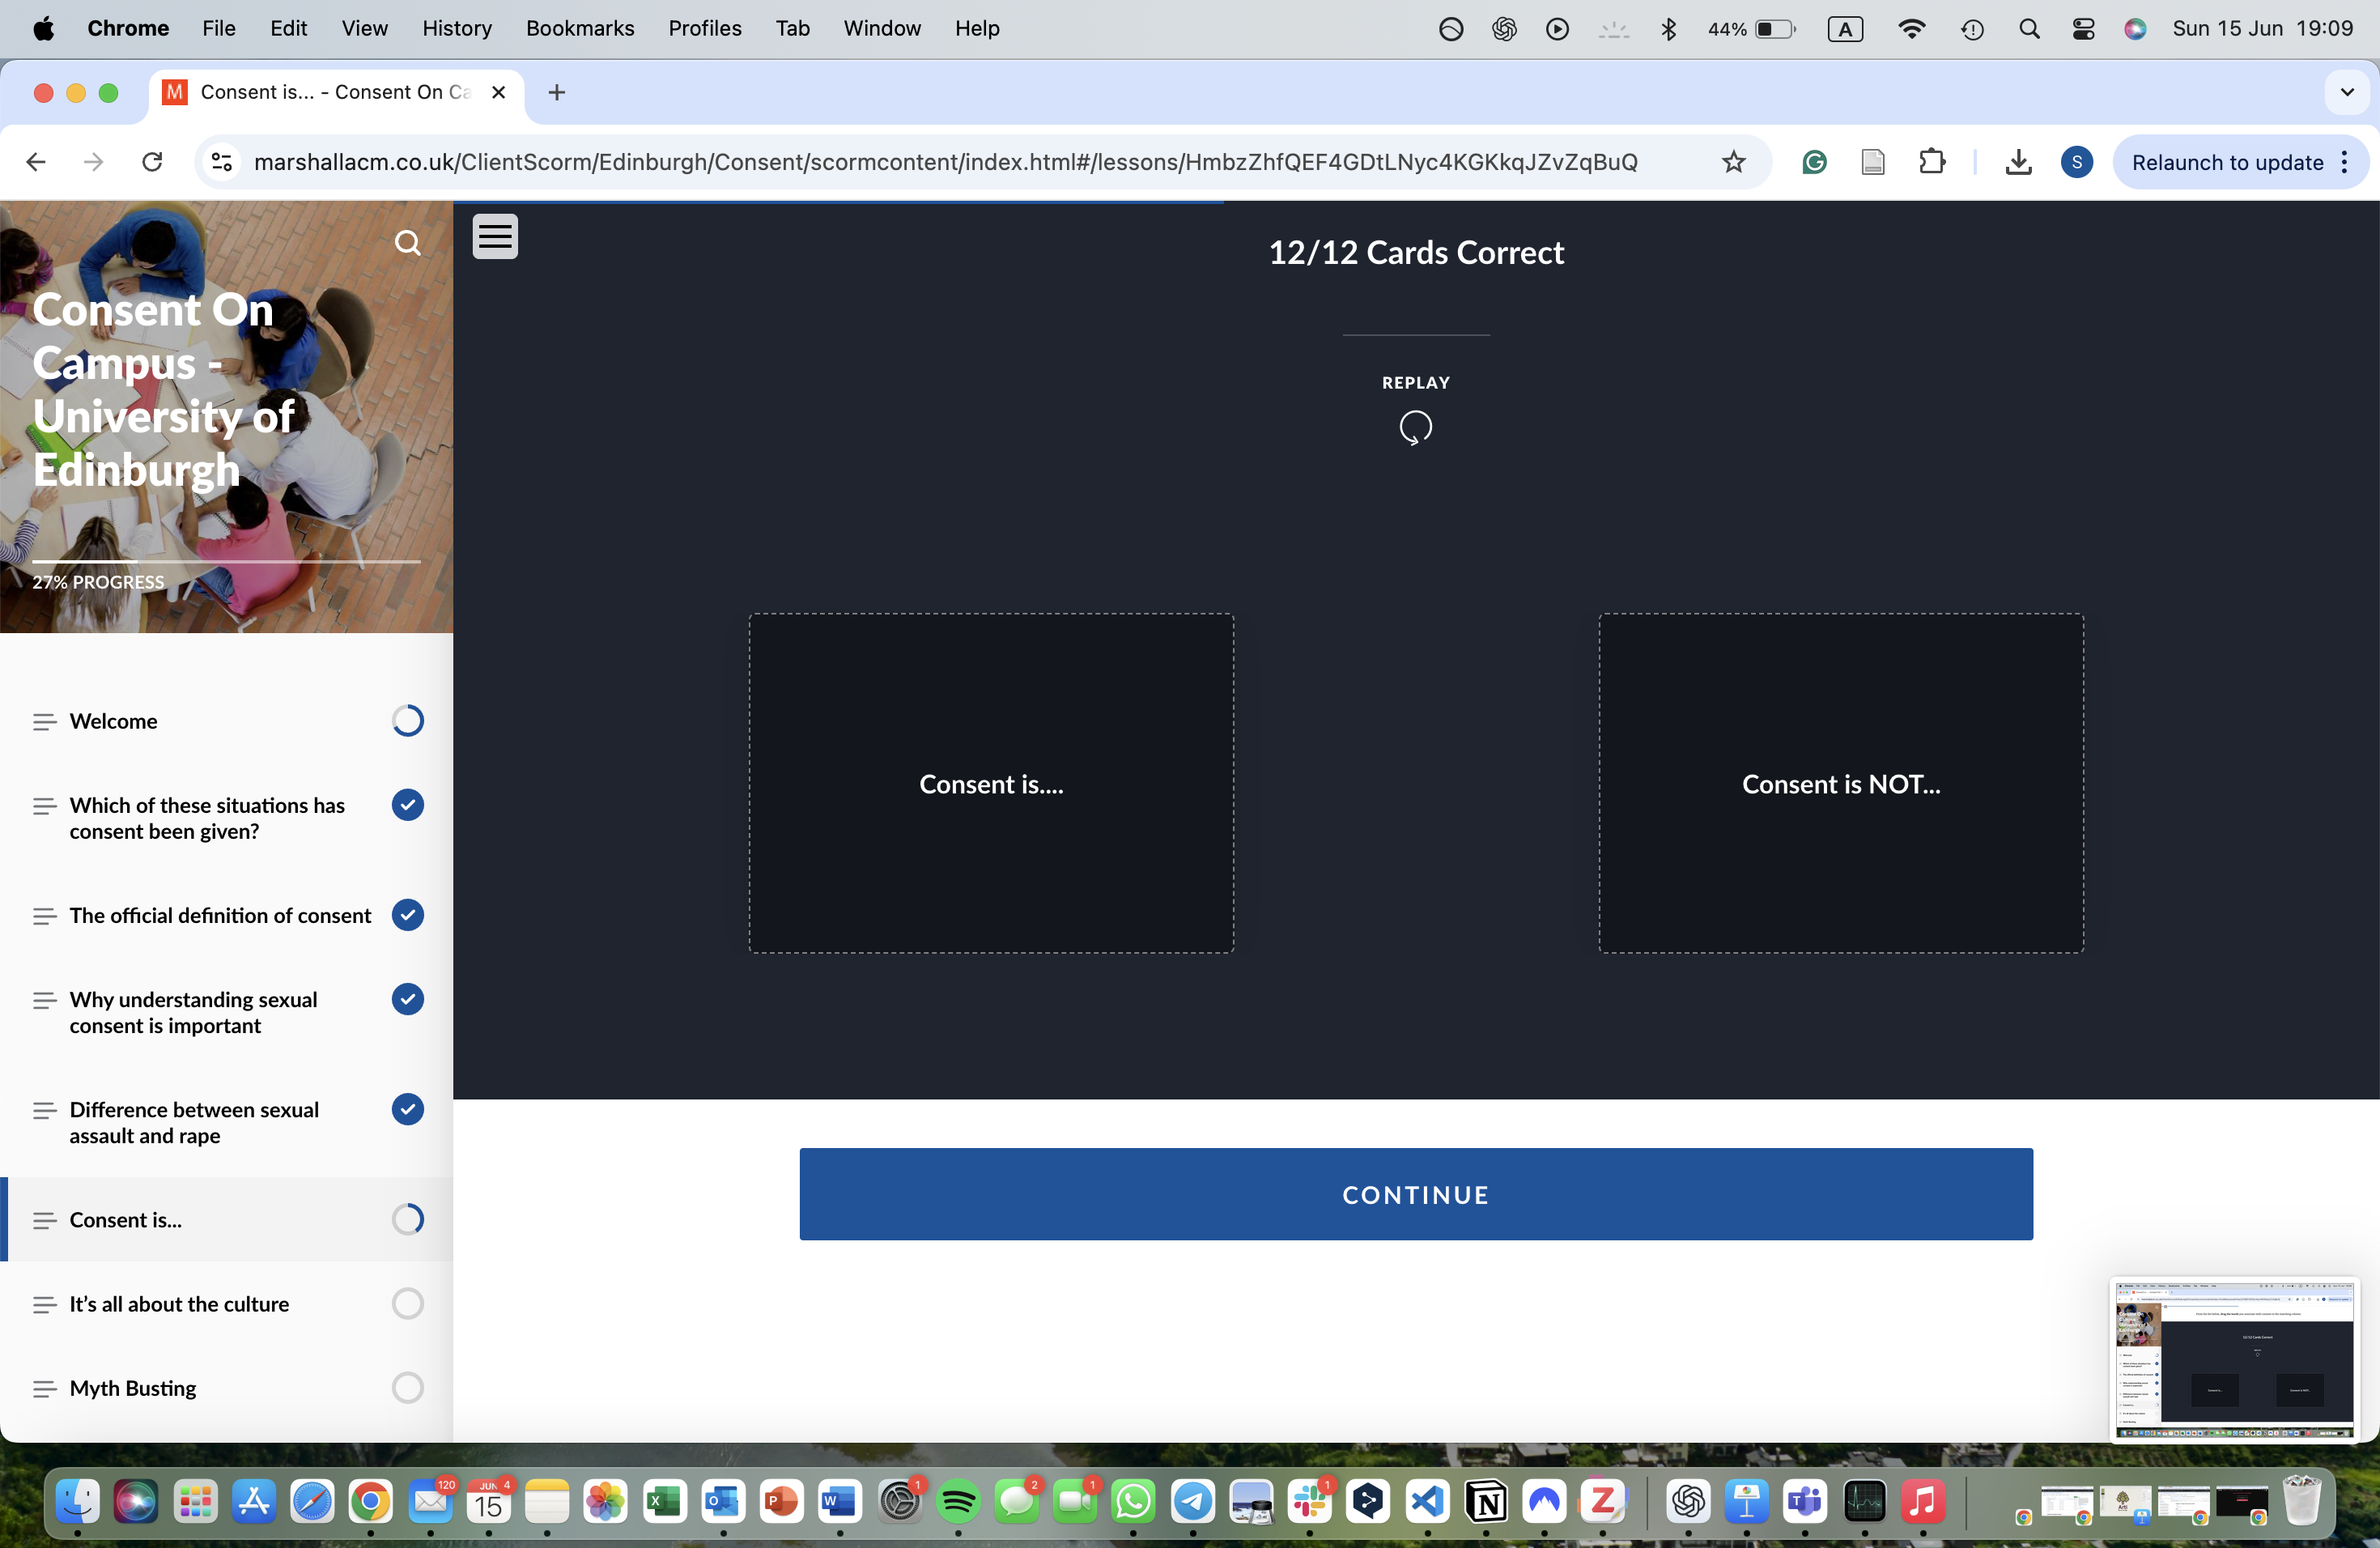 Chrome File Edit View History Bookmarks Profiles Tab Window Help 44% A Sun 15 Jun 19:09
M Consent is... - Consent On Ca
marshallacm.co.uk/ClientScorm/Edinburgh/Consent/scormcontent/index.html#/lessons/HmbzZhfQEF4GDtLNyc4KGKkqJZvZqBuQ S Relaunch to update
Consent On
Campus -
University of
Edinburgh
27% PROGRESS
Welcome
Which of these situations has
consent been given?
The official definition of consent
Why understanding sexual
consent is important
Difference between sexual
assault and rape
Consent is...
It's all about the culture
Myth Busting
12/12 Cards Correct
REPLAY
Consent is....
Consent is NOT...
CONTINUE
120 JUN 4 15 X O P W 1 2 1 1 N Z T